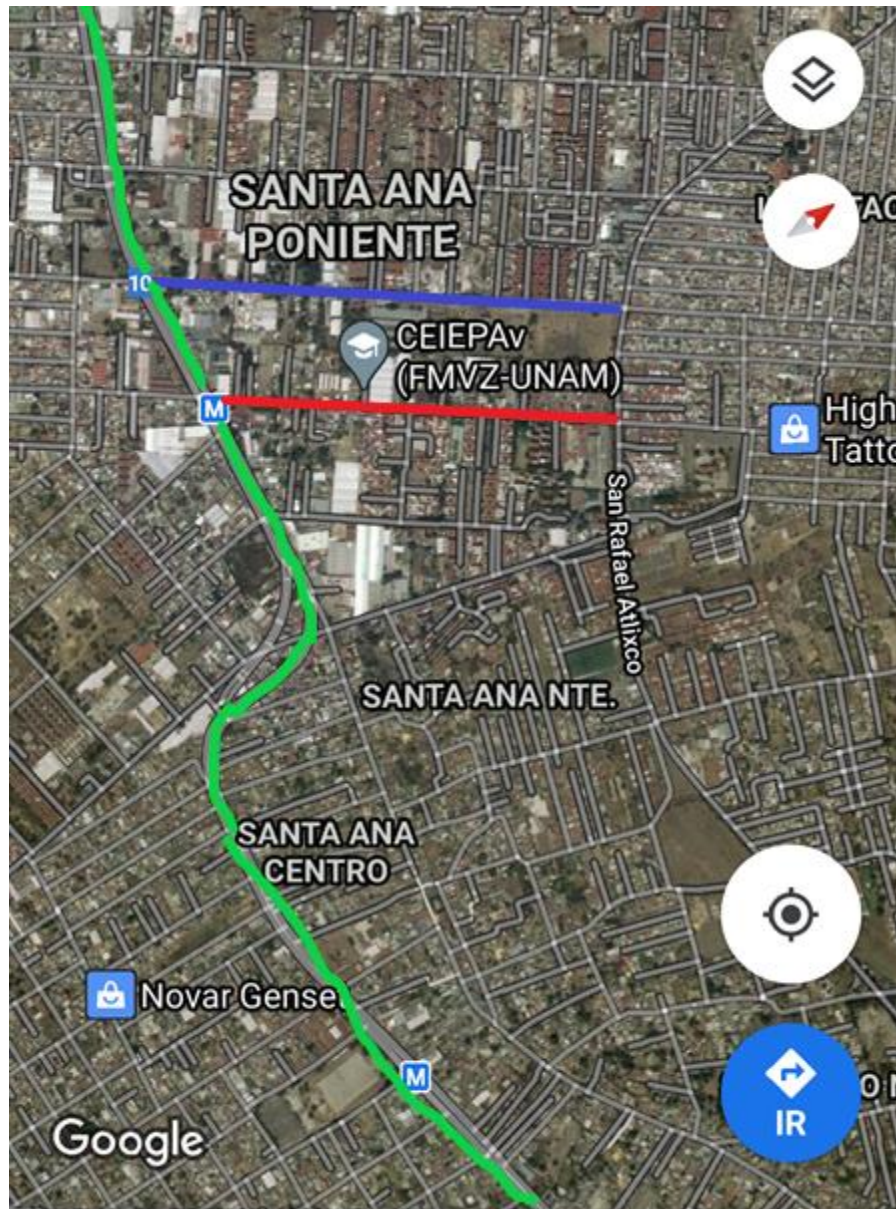 SANTA ANA
PONIENTE
10
CEIEPAv
(FMVZ-UNAM)
M
High
Tatto
San Rafael Atlixco
SANTA ANA NTE.
SANTA ANA
CENTRO
Novar Genset
M
Google
IR